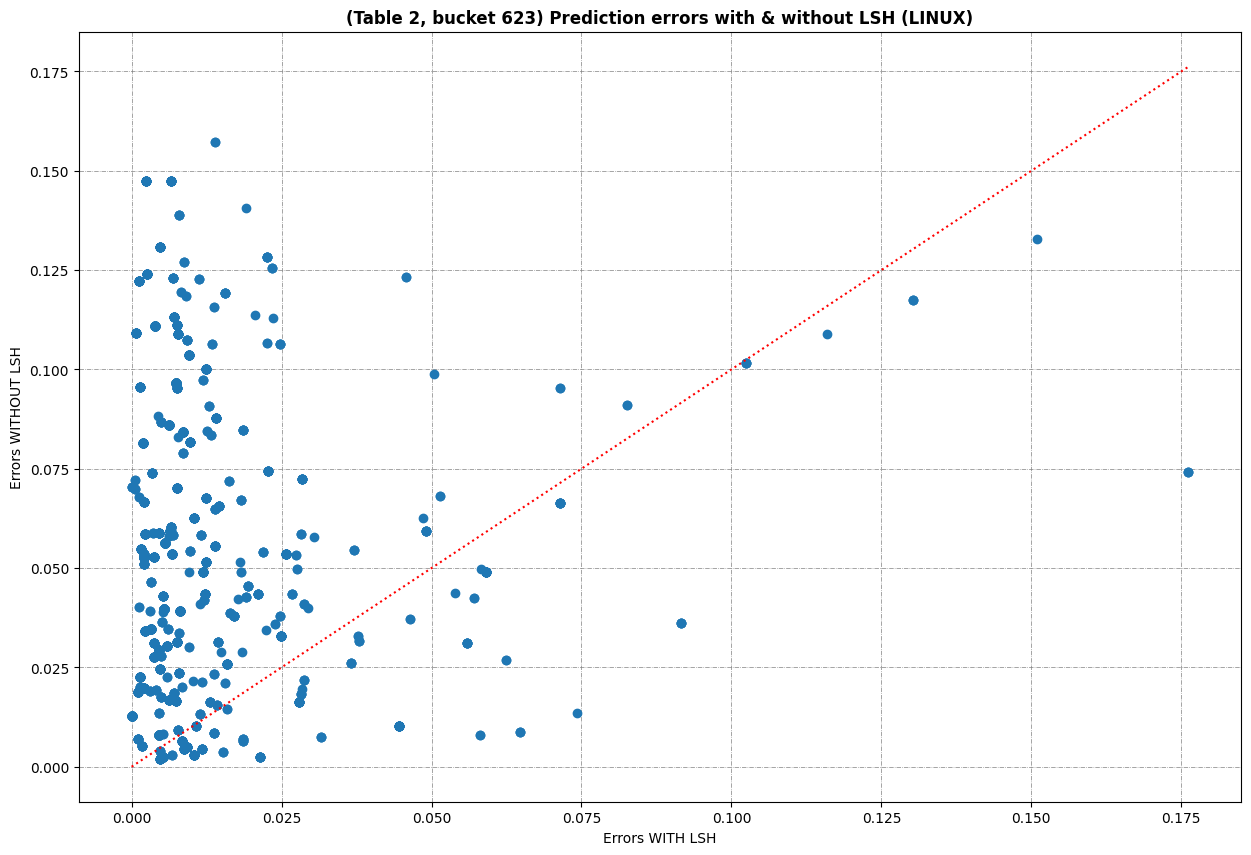 (Table 2, bucket 623) Prediction errors with & without LSH (LINUX)
Errors WITHOUT LSH
0.175
0.150
0.125
0.100
0.075
0.050
0.025
0.000
0.000 0.025 0.050 0.075 0.100 0.125 0.150 0.175
Errors WITH LSH